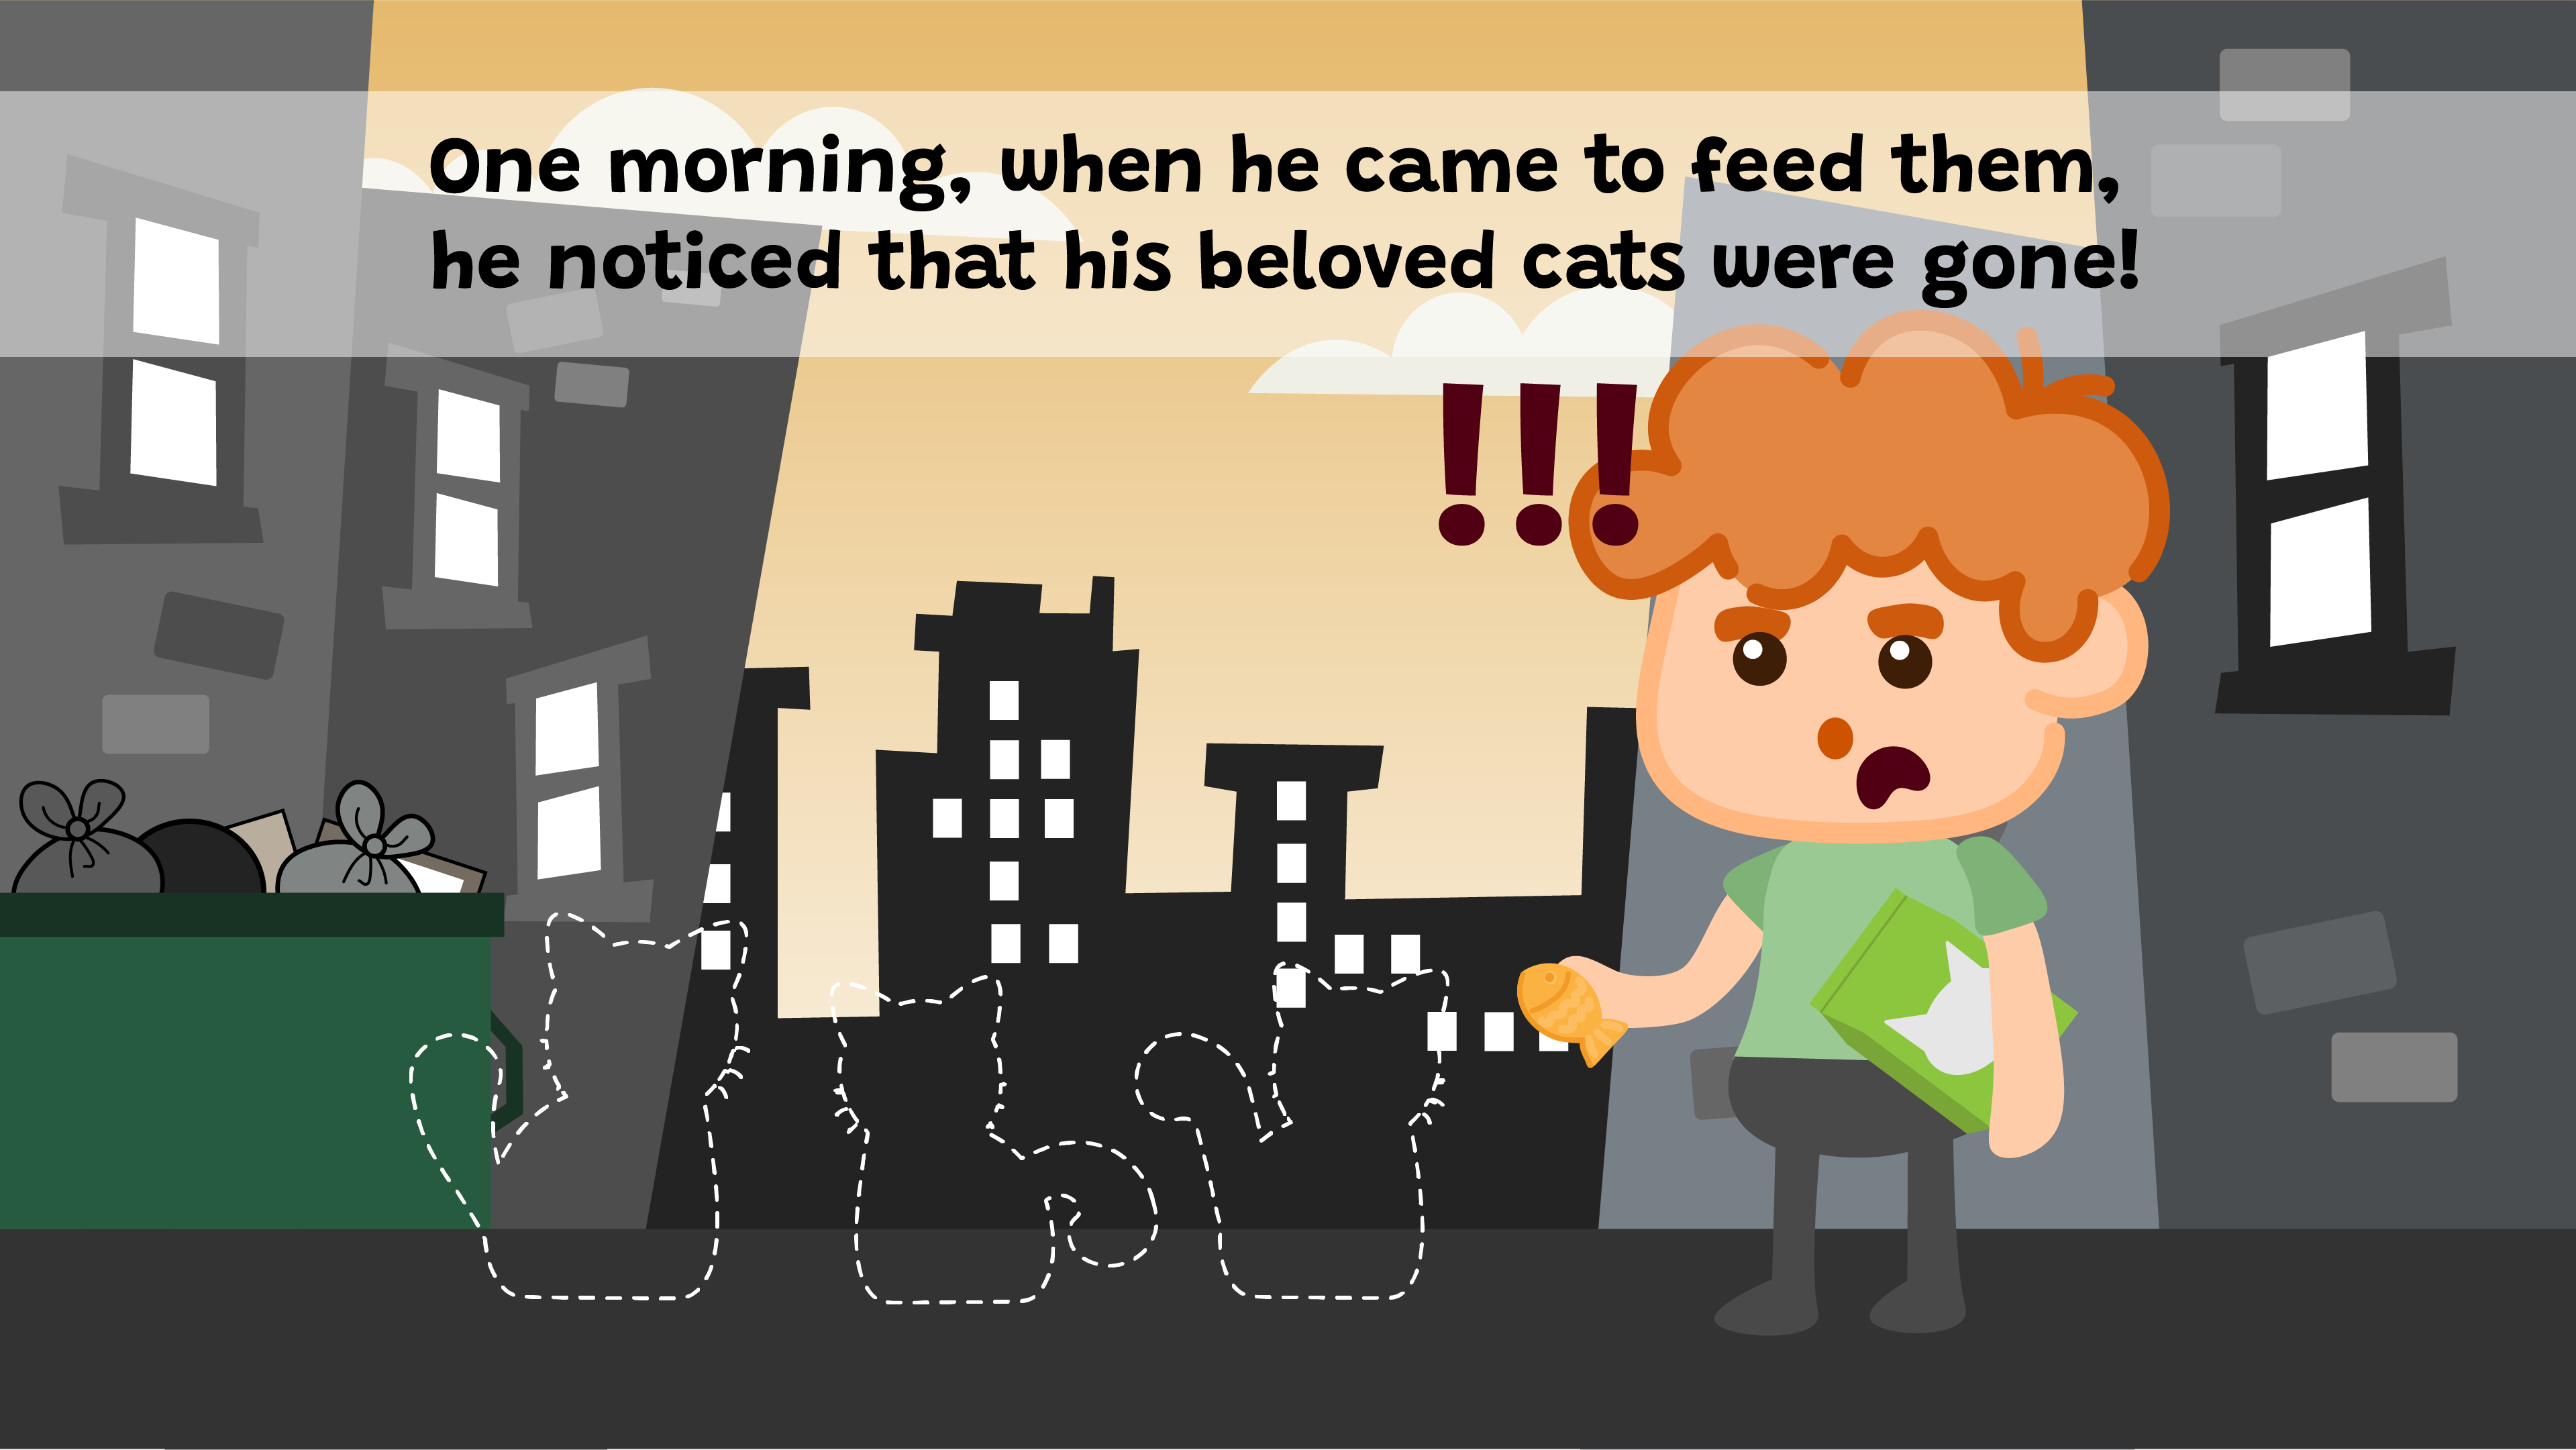 One morning, when he came to feed them,
he noticed that his beloved cats were gone!
!!!